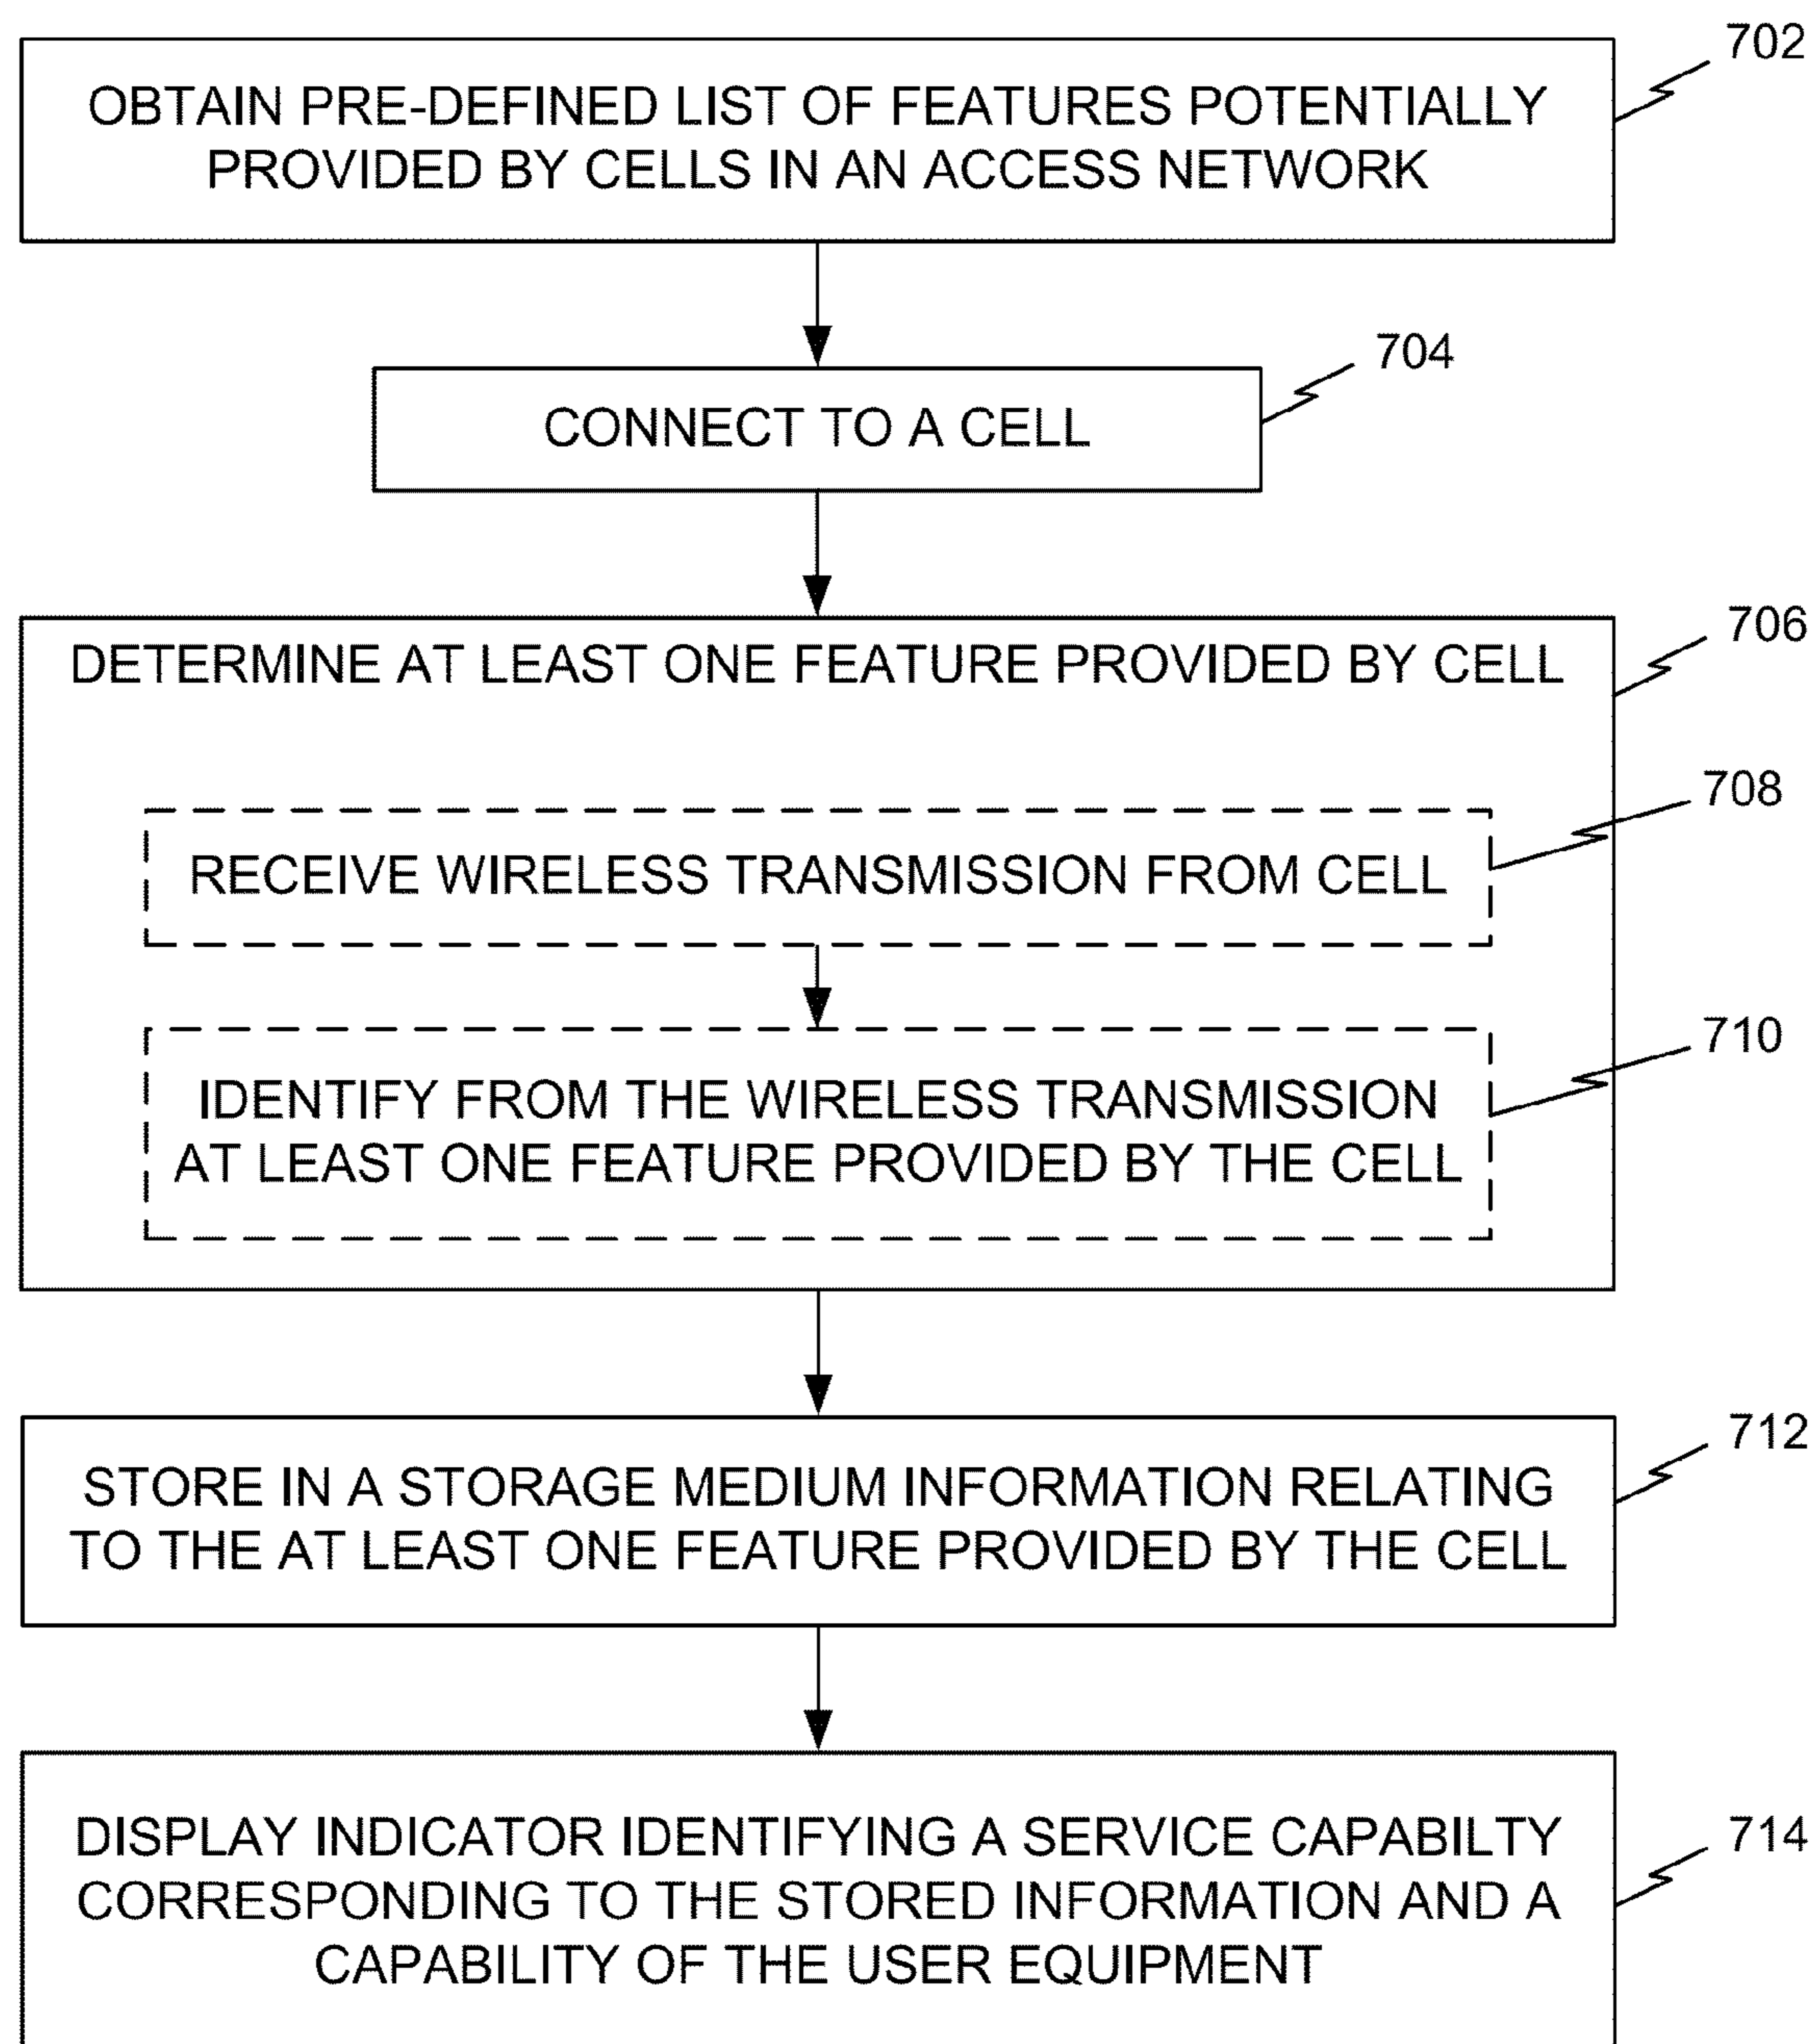 702
OBTAIN PRE-DEFINED LIST OF FEATURES POTENTIALLY
PROVIDED BY CELLS IN AN ACCESS NETWORK
704
CONNECT TO A CELL
706
DETERMINE AT LEAST ONE FEATURE PROVIDED BY CELL
708
RECEIVE WIRELESS TRANSMISSION FROM CELL
710
IDENTIFY FROM THE WIRELESS TRANSMISSION
AT LEAST ONE FEATURE PROVIDED BY THE CELL
712
STORE IN A STORAGE MEDIUM INFORMATION RELATING
TO THE AT LEAST ONE FEATURE PROVIDED BY THE CELL
714
DISPLAY INDICATOR IDENTIFYING A SERVICE CAPABILTY
CORRESPONDING TO THE STORED INFORMATION AND A
CAPABILITY OF THE USER EQUIPMENT